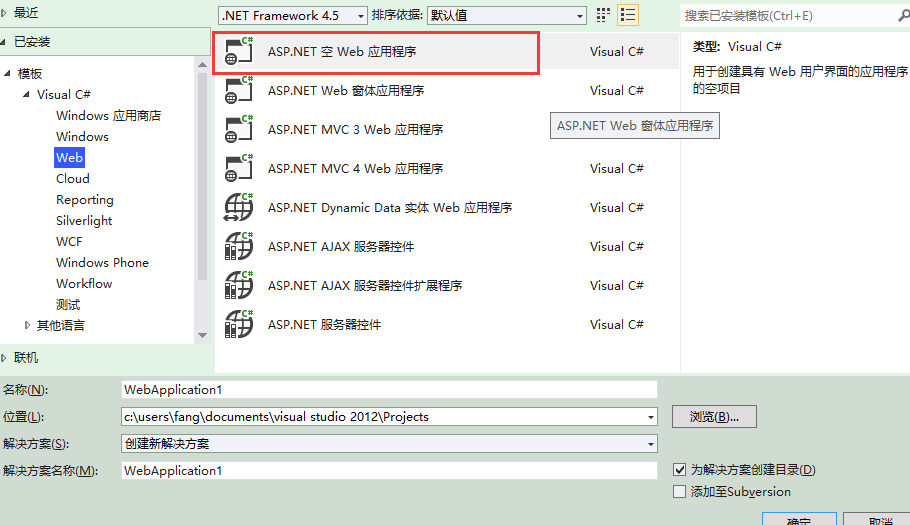 最近
.NET Framework 4.5
排序依据:
默认值
搜索已安装模板(Ctrl+E)
已安装
模板
Visual C#
Windows 应用商店
Windows
Web
Cloud
Reporting
Silverlight
WCF
Windows Phone
Workflow
测试
其他语言
联机
ASP.NET 空 Web 应用程序 Visual C#
ASP.NET Web 窗体应用程序 Visual C#
ASP.NET MVC 3 Web 应用程序
ASP.NET Web 窗体应用程序
ASP.NET MVC 4 Web 应用程序 Visual C#
ASP.NET Dynamic Data 实体 Web 应用程序 Visual C#
ASP.NET AJAX 服务器控件 Visual C#
ASP.NET AJAX 服务器控件扩展程序 Visual C#
ASP.NET 服务器控件 Visual C#
类型: Visual C#
用于创建具有 Web 用户界面的应用程序
的空项目
名称(N): WebApplication1
位置(L): c:\users\fang\documents\visual studio 2012\Projects
浏览(B)...
解决方案(S): 创建新解决方案
解决方案名称(M): WebApplication1
为解决方案创建目录(D)
添加至Subversion
确定
取消